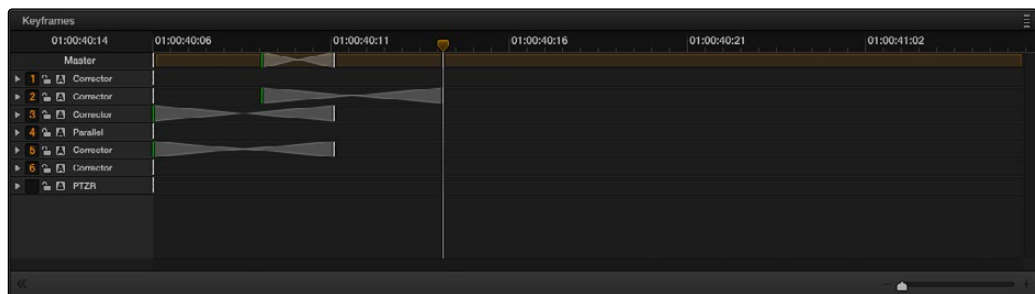 Keyframes
01:00:40:14 01:00:40:06 01:00:40:11 01:00:40:16 01:00:40:21 01:00:41:02
Master
1 A Corrector
2 A Corrector
3 A Corrector
4 A Parallel
5 A Corrector
6 A Corrector
A PTZR